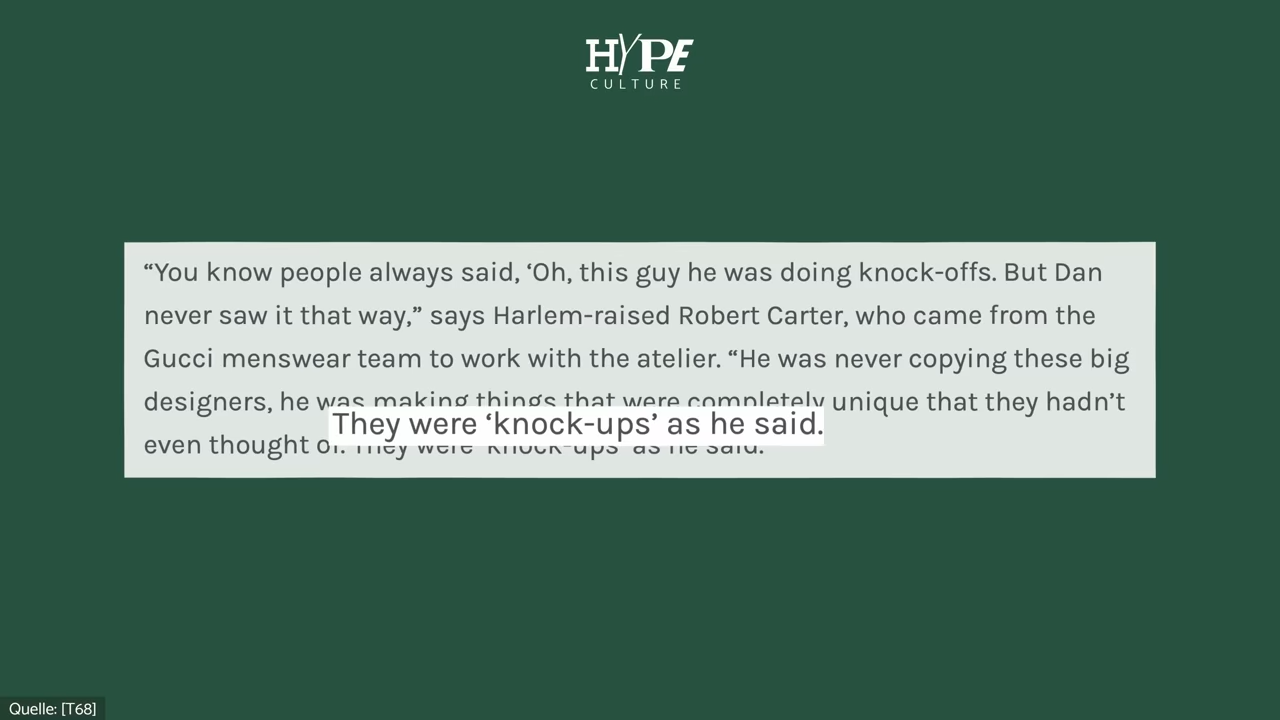 HYPE
CULTURE
“You know people always said, ‘Oh, this guy he was doing knock-offs. But Dan
never saw it that way,” says Harlem-raised Robert Carter, who came from the
Gucci menswear team to work with the atelier. “He was never copying these big
designers, he was making things that were completely unique that they hadn’t
They were ‘knock-ups’ as he said.
even thought of. They were ‘knock-ups’ as he said.
Quelle: [T68]